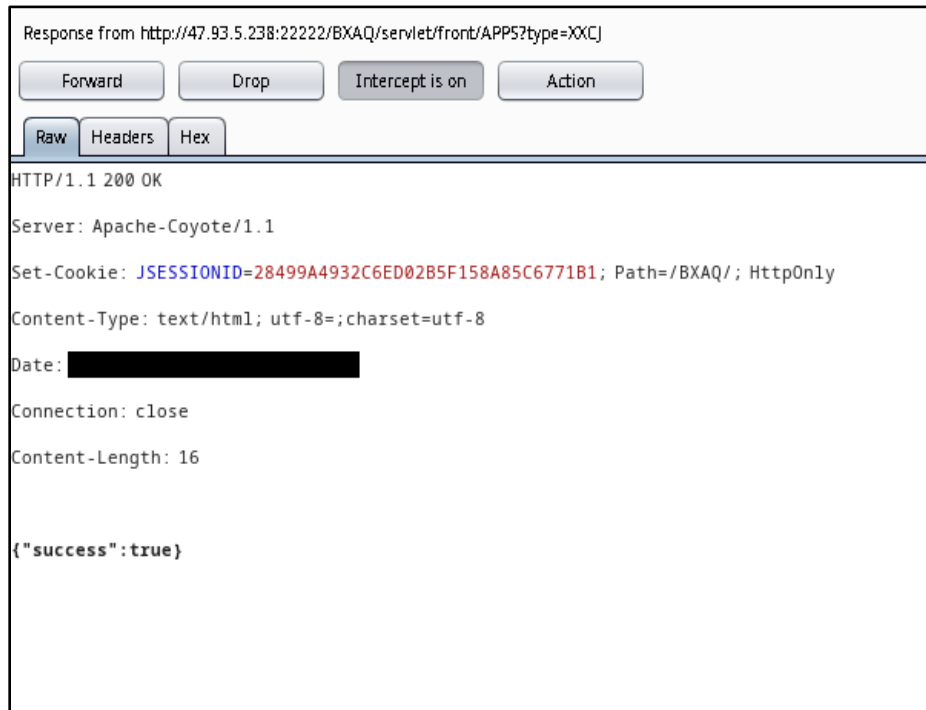 Response from http://47.93.5.238:22222/BXAQ/servlet/front/APPS?type=XXCJ
Forward Drop Intercept is on Action
Raw Headers Hex
HTTP/1.1 200 OK
Server: Apache-Coyote/1.1
Set-Cookie: JSESSIONID=28499A4932C6ED02B5F158A85C6771B1; Path=/BXAQ/; HttpOnly
Content-Type: text/html; utf-8=;charset=utf-8
Date:
Connection: close
Content-Length: 16
{"success":true}